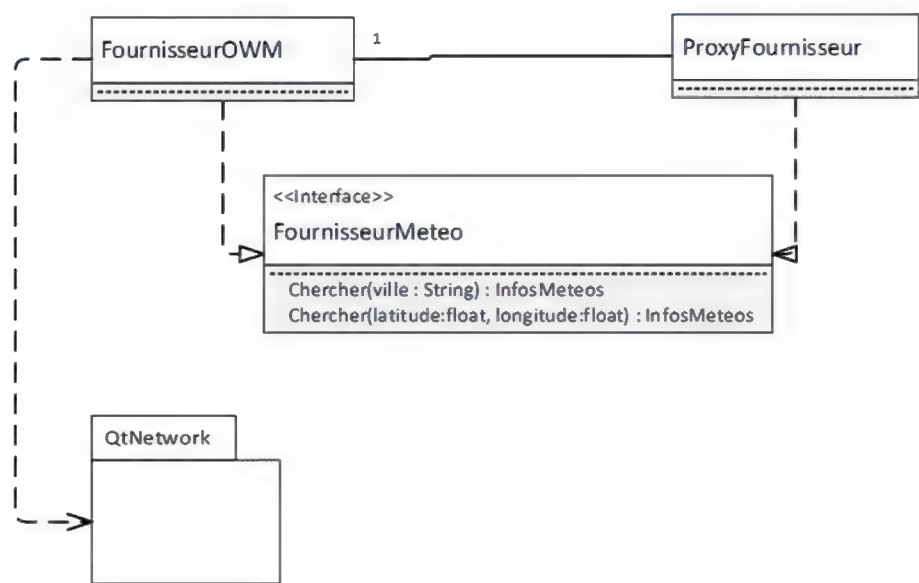 FournisseurOWM
1
ProxyFournisseur
<<Interface>>
FournisseurMeteo
Chercher(ville : String) : InfosMeteos
Chercher(latitude:float, longitude:float) : InfosMeteos
QtNetwork